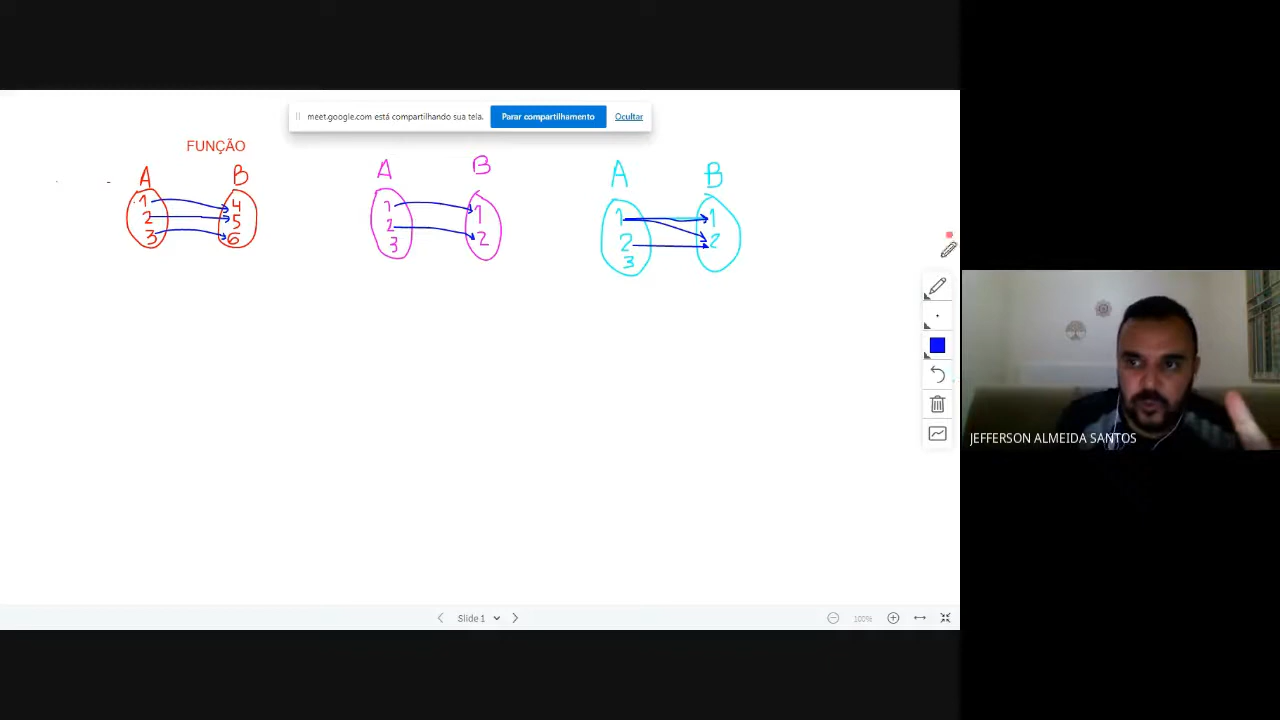 meet.google.com está compartilhando sua tela. Parar compartilhamento Ocultar
FUNÇÃO
A B
1 4
2 5
3 6
A B
1 1
2 2
3
A B
1 1
2 2
3
JEFFERSON ALMEIDA SANTOS
Slide 1
100%